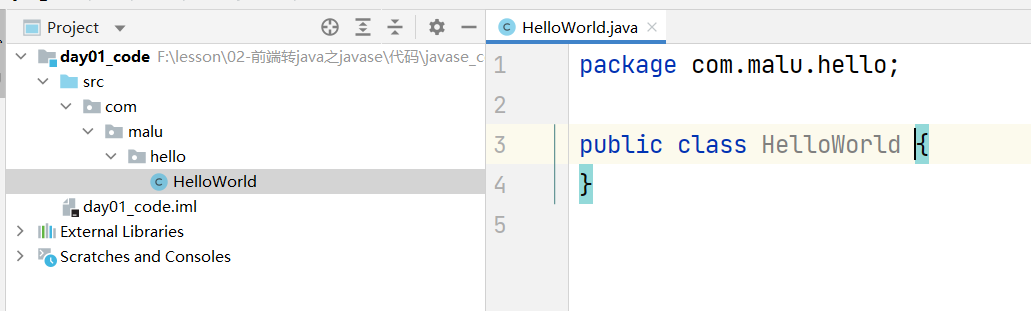 Project
HelloWorld.java
day01_code F:\lesson\02-前端转java之javase\代码\javase_c
src
com
malu
hello
HelloWorld
day01_code.iml
External Libraries
Scratches and Consoles
1 package com.malu.hello;
2
3 public class HelloWorld {
4 }
5